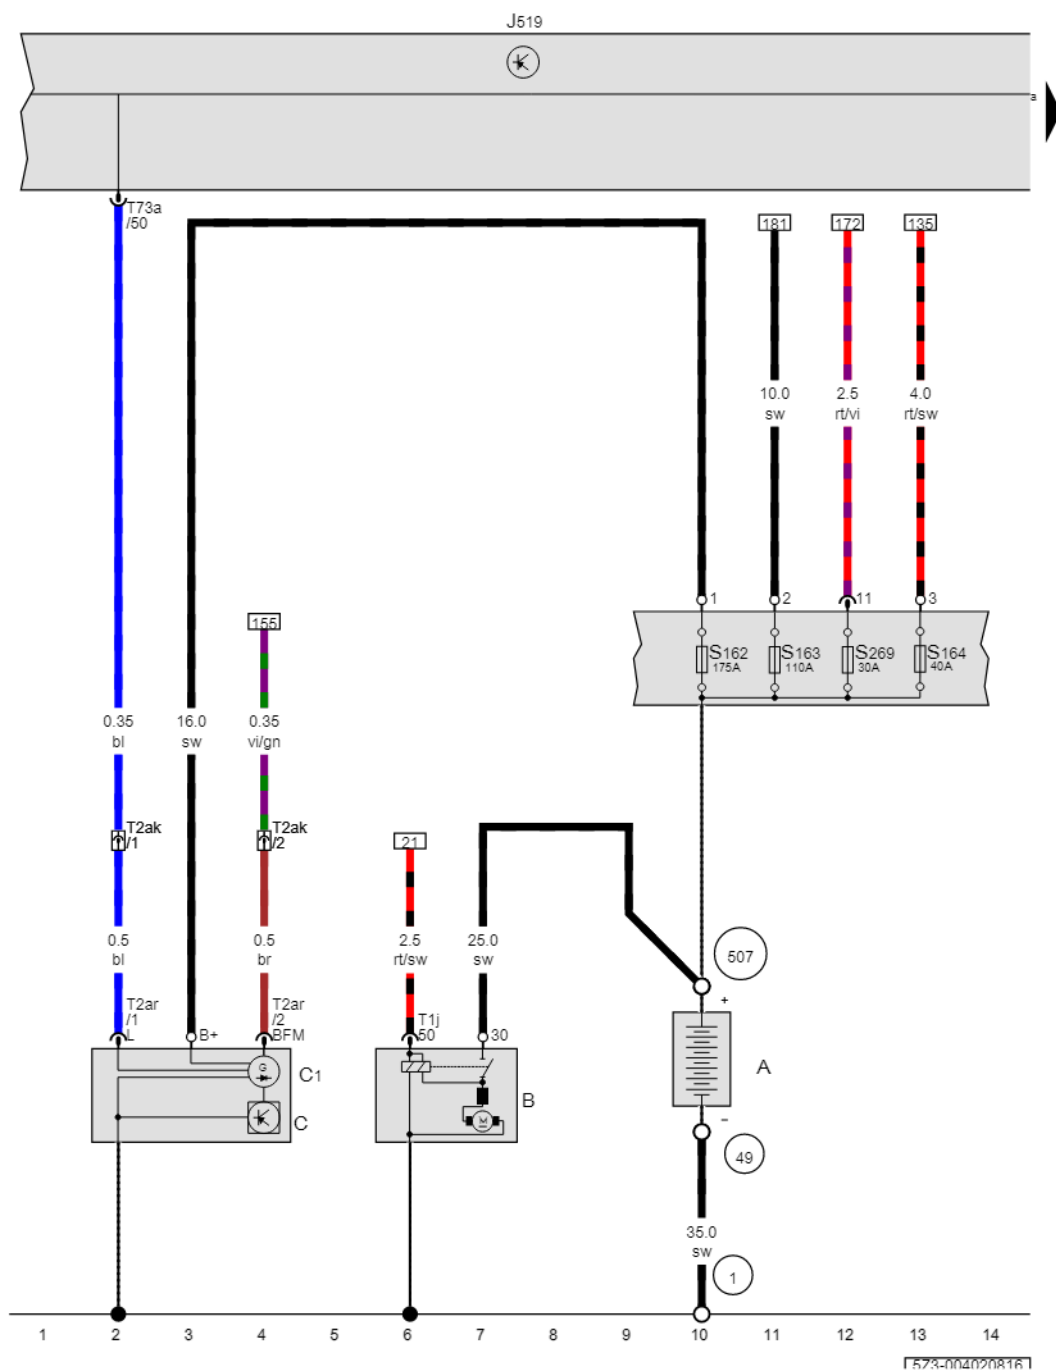 J519
a
T73a
/50
181
172
135
10.0
sw
2.5
rt/vi
4.0
rt/sw
1
2
11
3
S162
175A
S163
110A
S269
30A
S164
40A
155
0.35
bl
16.0
sw
0.35
vi/gn
T2ak
/1
T2ak
/2
21
0.5
bl
0.5
br
2.5
rt/sw
25.0
sw
507
T2ar
/1
L
B+
T2ar
/2
BFM
T1j
50
30
+
G
C1
C
M
B
A
−
49
35.0
sw
1
1 2 3 4 5 6 7 8 9 10 11 12 13 14
573-004020816